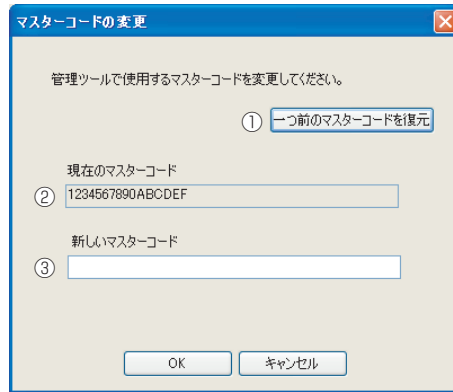 マスターコードの変更
管理ツールで使用するマスターコードを変更してください。
① 一つ前のマスターコードを復元
現在のマスターコード
② 1234567890ABCDEF
新しいマスターコード
③
OK キャンセル